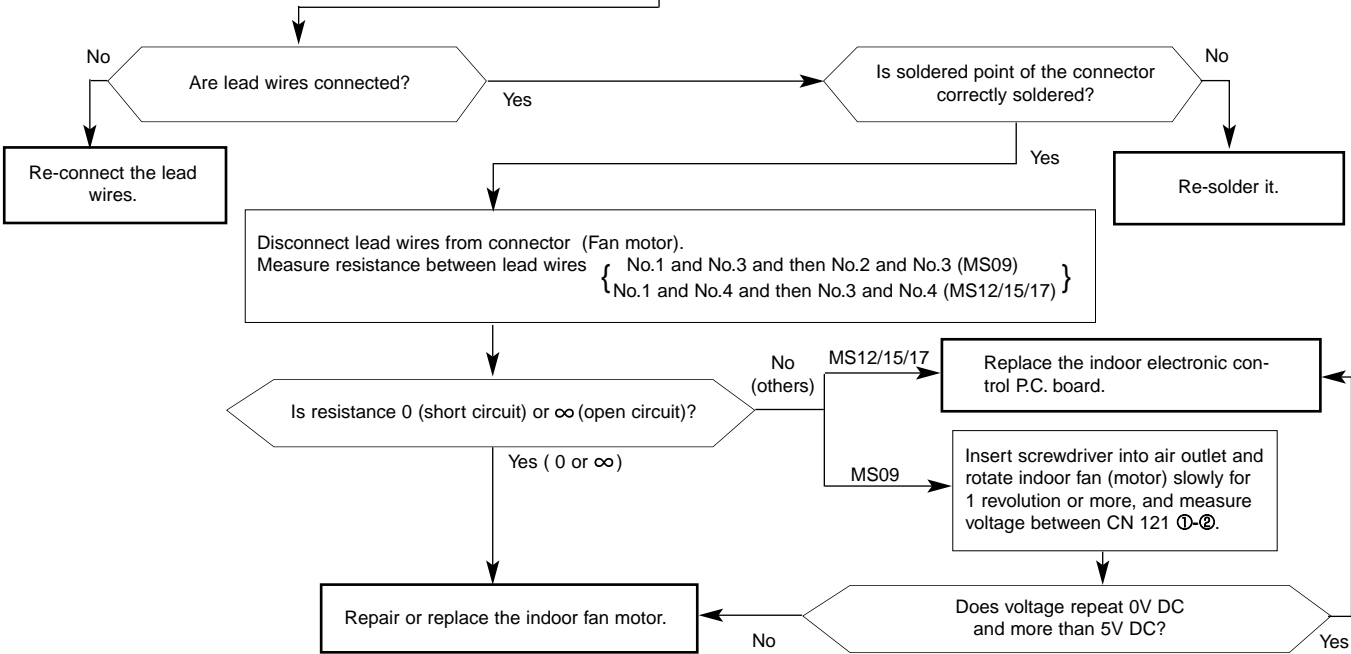 No
Are lead wires connected?
Yes
Is soldered point of the connector
correctly soldered?
No
Re-connect the lead
wires.
Yes
Re-solder it.
Disconnect lead wires from connector (Fan motor).
Measure resistance between lead wires { No.1 and No.3 and then No.2 and No.3 (MS09)
No.1 and No.4 and then No.3 and No.4 (MS12/15/17) }
Is resistance 0 (short circuit) or ∞ (open circuit)?
No
(others)
MS12/15/17
Replace the indoor electronic con-
trol P.C. board.
Yes ( 0 or ∞)
MS09
Insert screwdriver into air outlet and
rotate indoor fan (motor) slowly for
1 revolution or more, and measure
voltage between CN 121 ①-②.
Repair or replace the indoor fan motor.
No
Does voltage repeat 0V DC
and more than 5V DC?
Yes